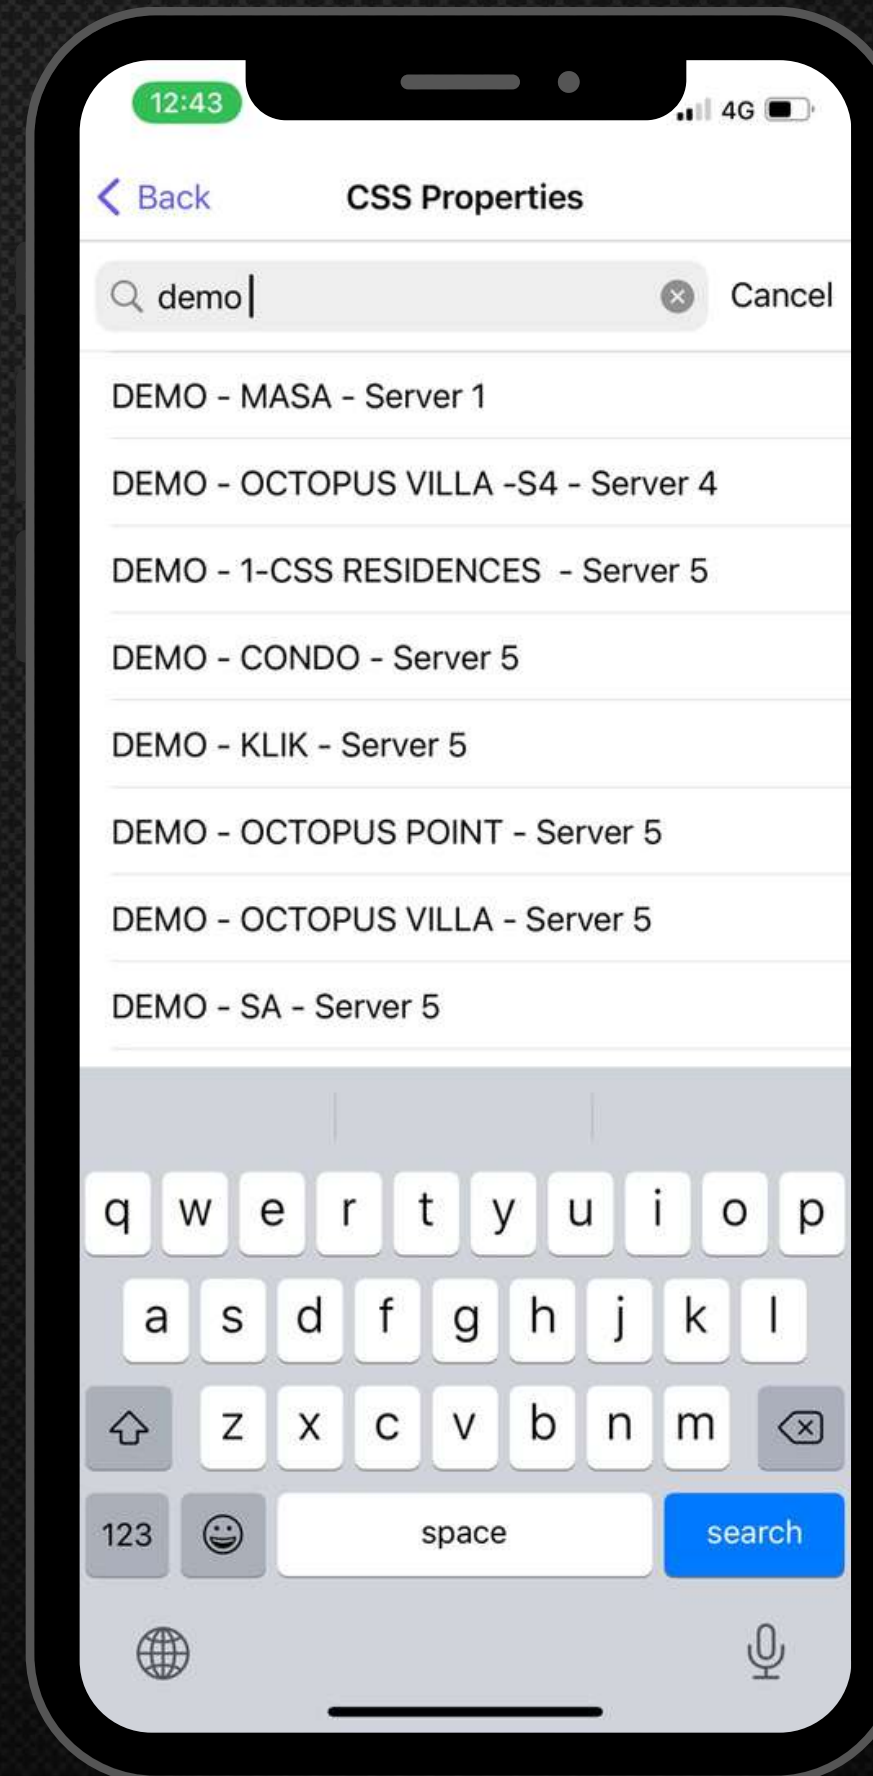 12:43 4G
Back CSS Properties
demo Cancel
DEMO - MASA - Server 1
DEMO - OCTOPUS VILLA -S4 - Server 4
DEMO - 1-CSS RESIDENCES  - Server 5
DEMO - CONDO - Server 5
DEMO - KLIK - Server 5
DEMO - OCTOPUS POINT - Server 5
DEMO - OCTOPUS VILLA - Server 5
DEMO - SA - Server 5
q w e r t y u i o p
a s d f g h j k l
z x c v b n m
123 space search